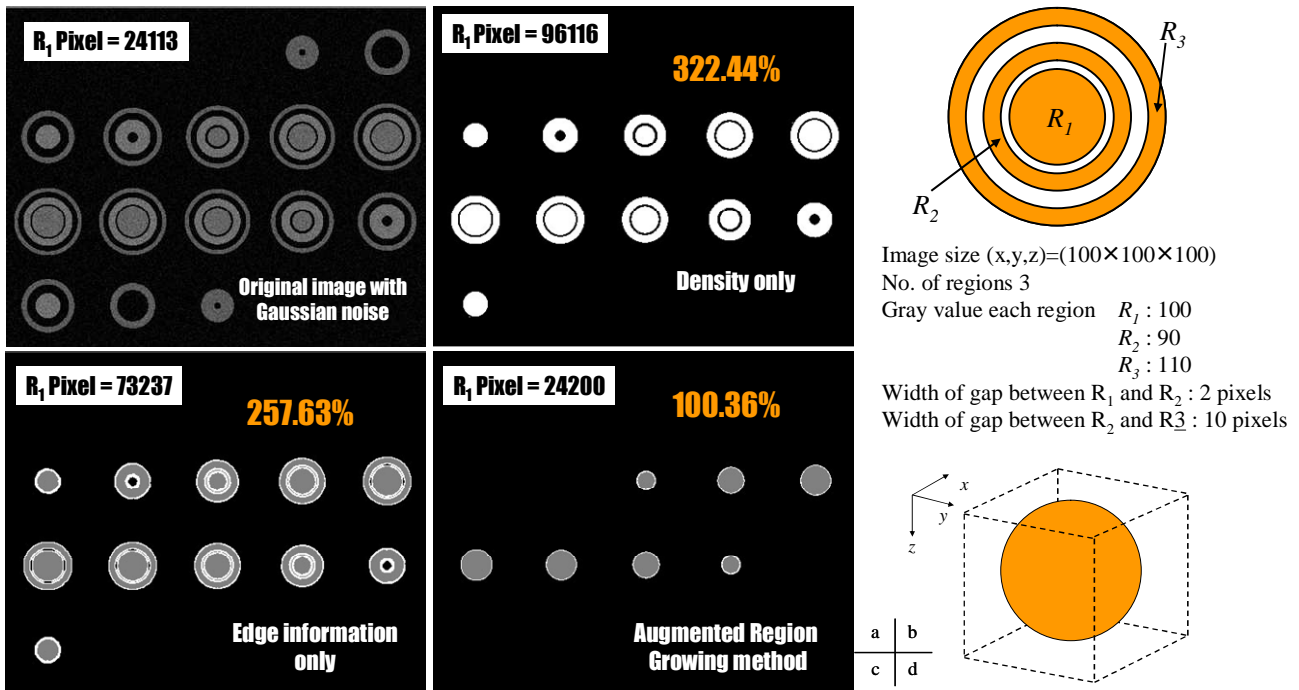 R1 Pixel = 24113
Original image with
Gaussian noise
R1 Pixel = 96116
322.44%
Density only
R1 Pixel = 73237
257.63%
Edge information
only
R1 Pixel = 24200
100.36%
Augmented Region
Growing method
R3
R1
R2
Image size (x,y,z)=(100×100×100)
No. of regions 3
Gray value each region R1 : 100
R2 : 90
R3 : 110
Width of gap between R1 and R2 : 2 pixels
Width of gap between R2 and R3 : 10 pixels
x
y
z
a b
c d